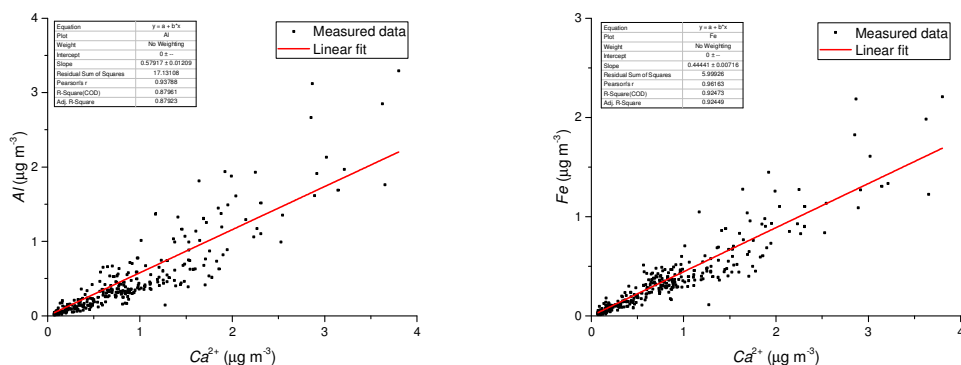 Equation y = a + b*x
Plot Al
Weight No Weighting
Intercept 0 ± --
Slope 0.57917 ± 0.01209
Residual Sum of Squares 17.13108
Pearson's r 0.93788
R-Square(COD) 0.87961
Adj. R-Square 0.87923
Measured data
Linear fit
4
3
2
1
0
Al (µg m-3)
0 1 2 3 4
Ca2+ (µg m-3)
Equation y = a + b*x
Plot Fe
Weight No Weighting
Intercept 0 ± --
Slope 0.44441 ± 0.00716
Residual Sum of Squares 5.99926
Pearson's r 0.96163
R-Square(COD) 0.92473
Adj. R-Square 0.92449
Measured data
Linear fit
3
2
1
0
Fe (µg m-3)
0 1 2 3 4
Ca2+ (µg m-3)